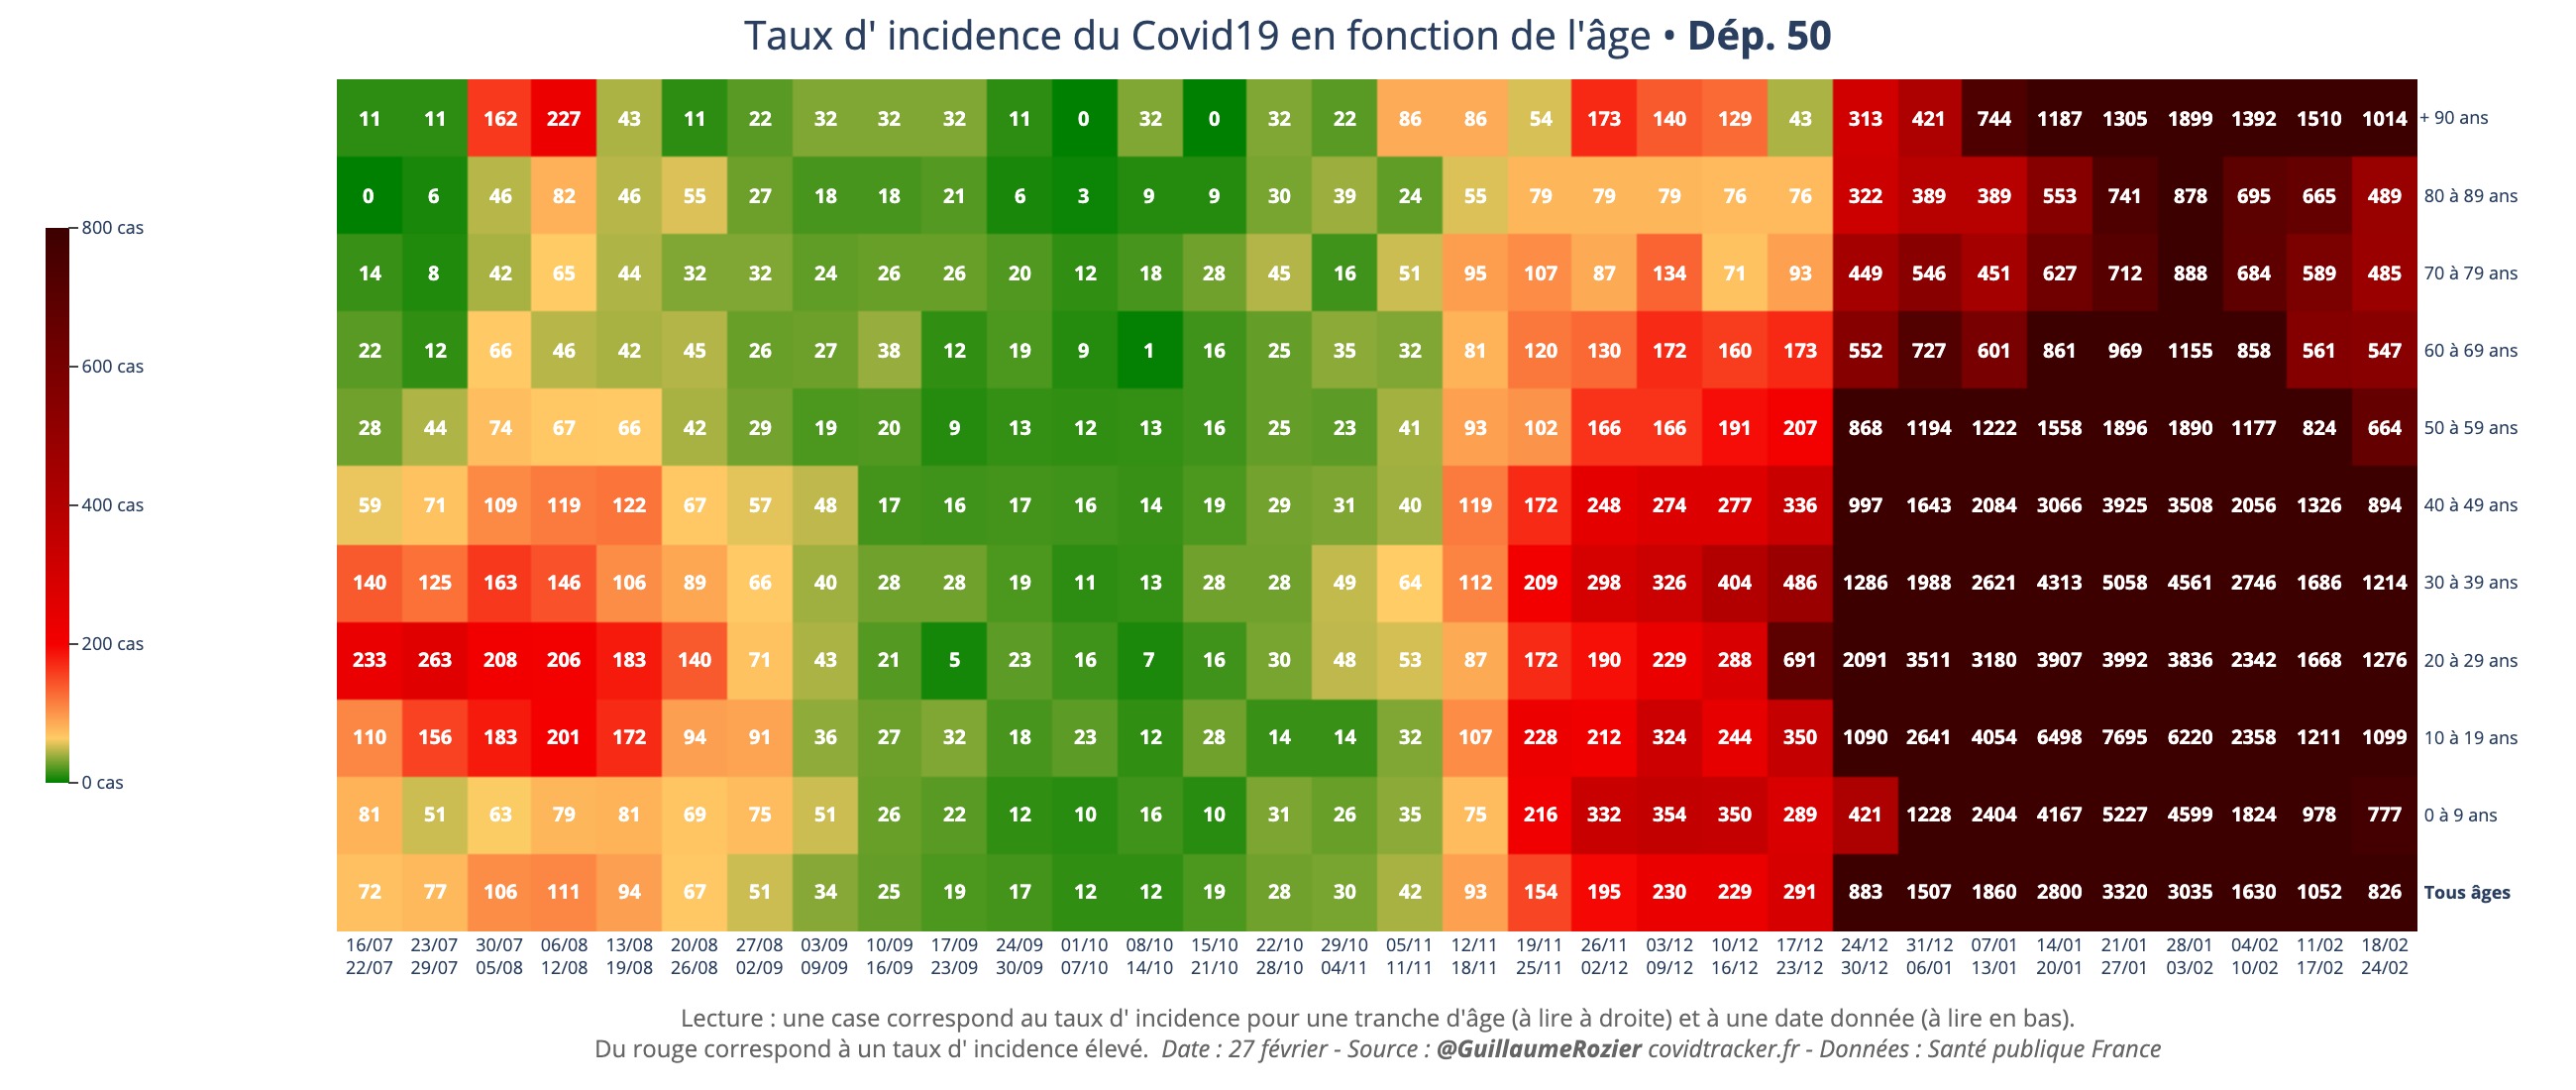 Taux d' incidence du Covid19 en fonction de l'âge • Dép. 50
800 cas
600 cas
400 cas
200 cas
0 cas
11 11 162 227 43 11 22 32 32 32 11 0 32 0 32 22 86 86 54 173 140 129 43 313 421 744 1187 1305 1899 1392 1510 1014 + 90 ans
0 6 46 82 46 55 27 18 18 21 6 3 9 9 30 39 24 55 79 79 79 76 76 322 389 389 553 741 878 695 665 489 80 à 89 ans
14 8 42 65 44 32 32 24 26 26 20 12 18 28 45 16 51 95 107 87 134 71 93 449 546 451 627 712 888 684 589 485 70 à 79 ans
22 12 66 46 42 45 26 27 38 12 19 9 1 16 25 35 32 81 120 130 172 160 173 552 727 601 861 969 1155 858 561 547 60 à 69 ans
28 44 74 67 66 42 29 19 20 9 13 12 13 16 25 23 41 93 102 166 166 191 207 868 1194 1222 1558 1896 1890 1177 824 664 50 à 59 ans
59 71 109 119 122 67 57 48 17 16 17 16 14 19 29 31 40 119 172 248 274 277 336 997 1643 2084 3066 3925 3508 2056 1326 894 40 à 49 ans
140 125 163 146 106 89 66 40 28 28 19 11 13 28 28 49 64 112 209 298 326 404 486 1286 1988 2621 4313 5058 4561 2746 1686 1214 30 à 39 ans
233 263 208 206 183 140 71 43 21 5 23 16 7 16 30 48 53 87 172 190 229 288 691 2091 3511 3180 3907 3992 3836 2342 1668 1276 20 à 29 ans
110 156 183 201 172 94 91 36 27 32 18 23 12 28 14 14 32 107 228 212 324 244 350 1090 2641 4054 6498 7695 6220 2358 1211 1099 10 à 19 ans
81 51 63 79 81 69 75 51 26 22 12 10 16 10 31 26 35 75 216 332 354 350 289 421 1228 2404 4167 5227 4599 1824 978 777 0 à 9 ans
72 77 106 111 94 67 51 34 25 19 17 12 12 19 28 30 42 93 154 195 230 229 291 883 1507 1860 2800 3320 3035 1630 1052 826 Tous âges
16/07 23/07 30/07 06/08 13/08 20/08 27/08 03/09 10/09 17/09 24/09 01/10 08/10 15/10 22/10 29/10 05/11 12/11 19/11 26/11 03/12 10/12 17/12 24/12 31/12 07/01 14/01 21/01 28/01 04/02 11/02 18/02
22/07 29/07 05/08 12/08 19/08 26/08 02/09 09/09 16/09 23/09 30/09 07/10 14/10 21/10 28/10 04/11 11/11 18/11 25/11 02/12 09/12 16/12 23/12 30/12 06/01 13/01 20/01 27/01 03/02 10/02 17/02 24/02
Lecture : une case correspond au taux d' incidence pour une tranche d'âge (à lire à droite) et à une date donnée (à lire en bas).
Du rouge correspond à un taux d' incidence élevé. Date : 27 février - Source : @GuillaumeRozier covidtracker.fr - Données : Santé publique France